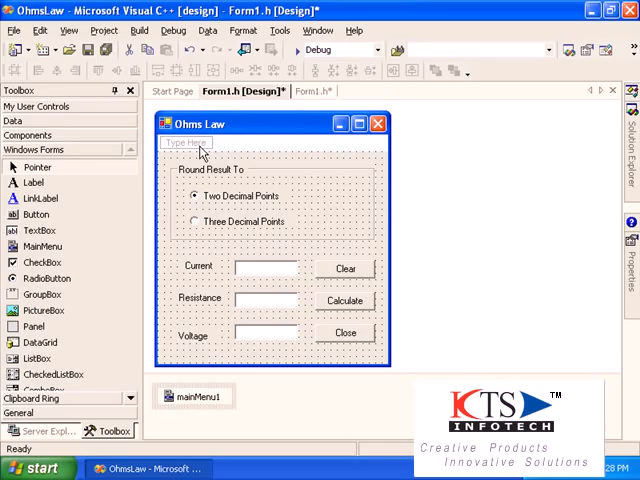 OhmsLaw - Microsoft Visual C++ [design] - Form1.h [Design]*
File Edit View Project Build Debug Data Format Tools Window Help
Debug
Toolbox
My User Controls
Data
Components
Windows Forms
Pointer
Label
LinkLabel
Button
TextBox
MainMenu
CheckBox
RadioButton
GroupBox
PictureBox
Panel
DataGrid
ListBox
CheckedListBox
Clipboard Ring
General
Server Expl... Toolbox
Start Page Form1.h [Design]* Form1.h*
Ohms Law
Type Here
Round Result To
Two Decimal Points
Three Decimal Points
Current
Clear
Resistance
Calculate
Voltage
Close
mainMenu1
Solution Explorer
Properties
KTS TM
INFOTECH
Creative Products
Innovative Solutions
Ready
start
OhmsLaw - Microsoft ...
:28 PM